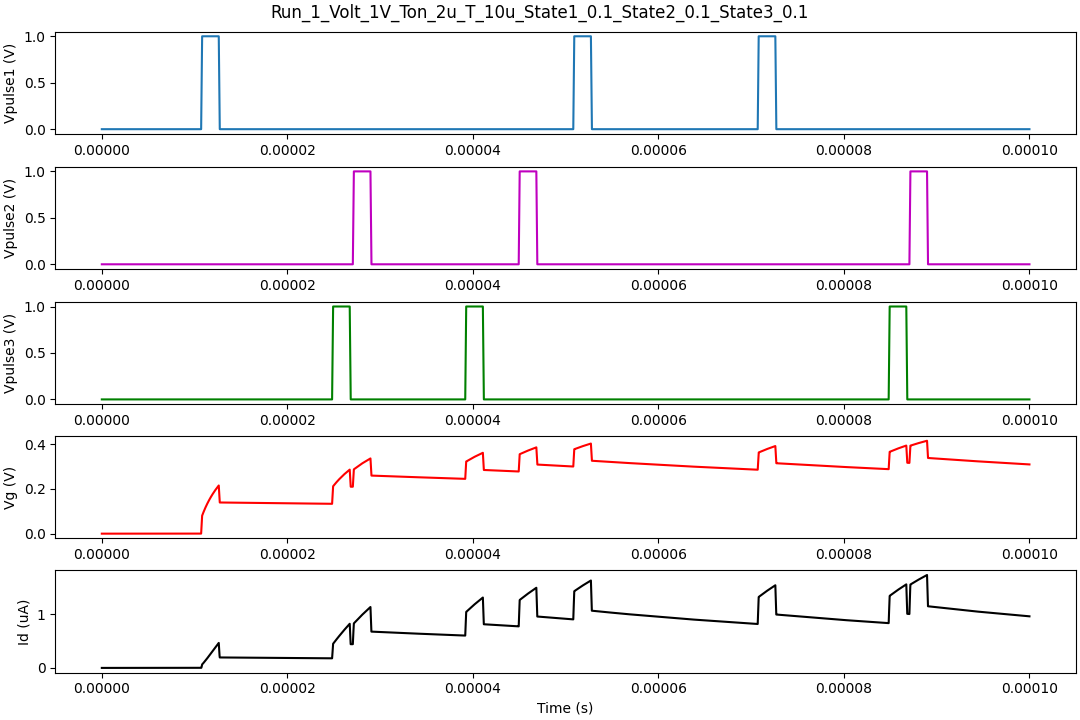 Run_1_Volt_1V_Ton_2u_T_10u_State1_0.1_State2_0.1_State3_0.1
Vpulse1 (V)
1.0
0.5
0.0
0.00000 0.00002 0.00004 0.00006 0.00008 0.00010
Vpulse2 (V)
1.0
0.5
0.0
0.00000 0.00002 0.00004 0.00006 0.00008 0.00010
Vpulse3 (V)
1.0
0.5
0.0
0.00000 0.00002 0.00004 0.00006 0.00008 0.00010
Vg (V)
0.4
0.2
0.0
0.00000 0.00002 0.00004 0.00006 0.00008 0.00010
Id (uA)
1
0
0.00000 0.00002 0.00004 0.00006 0.00008 0.00010
Time (s)